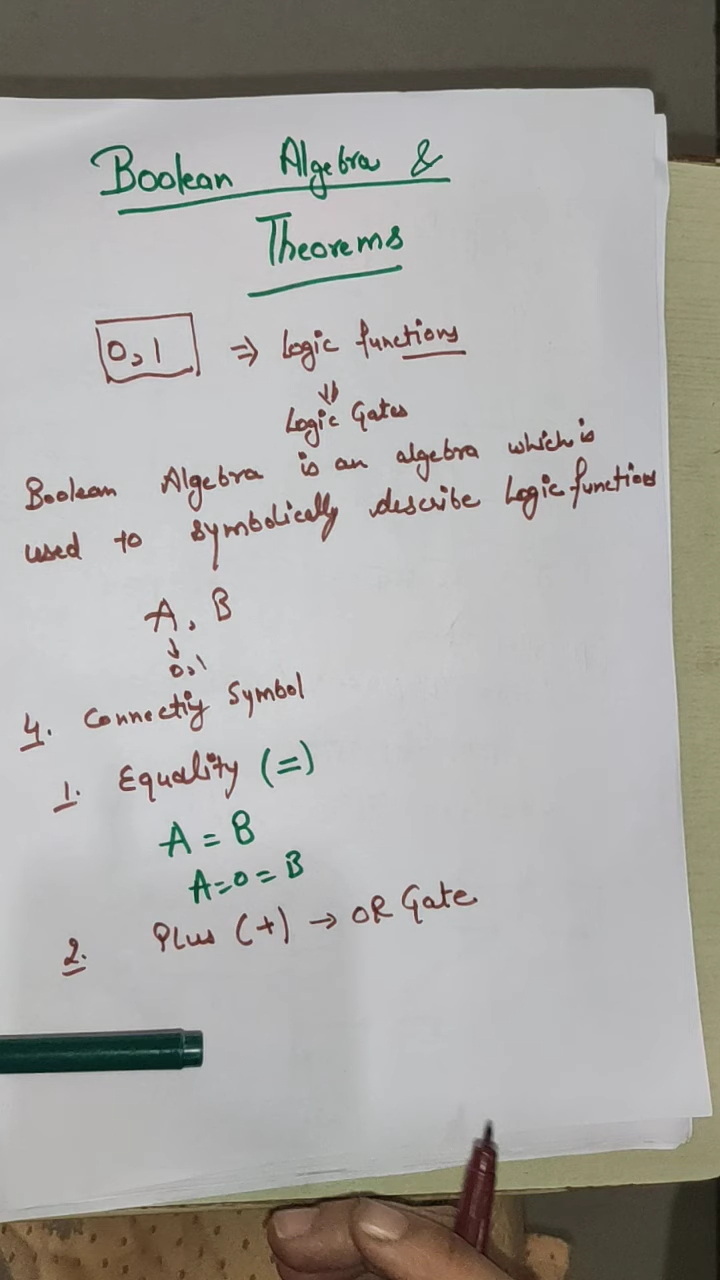 Boolean Algebra &
Theorems
0,1 ⇒ Logic functions
⇓
Logic Gates
Boolean Algebra is an algebra which is
used to symbolically describe Logic functions
A, B
↓
0,1
4. Connectig Symbol
1. Equality (=)
A = B
A=0=B
2. Plus (+) → OR Gate